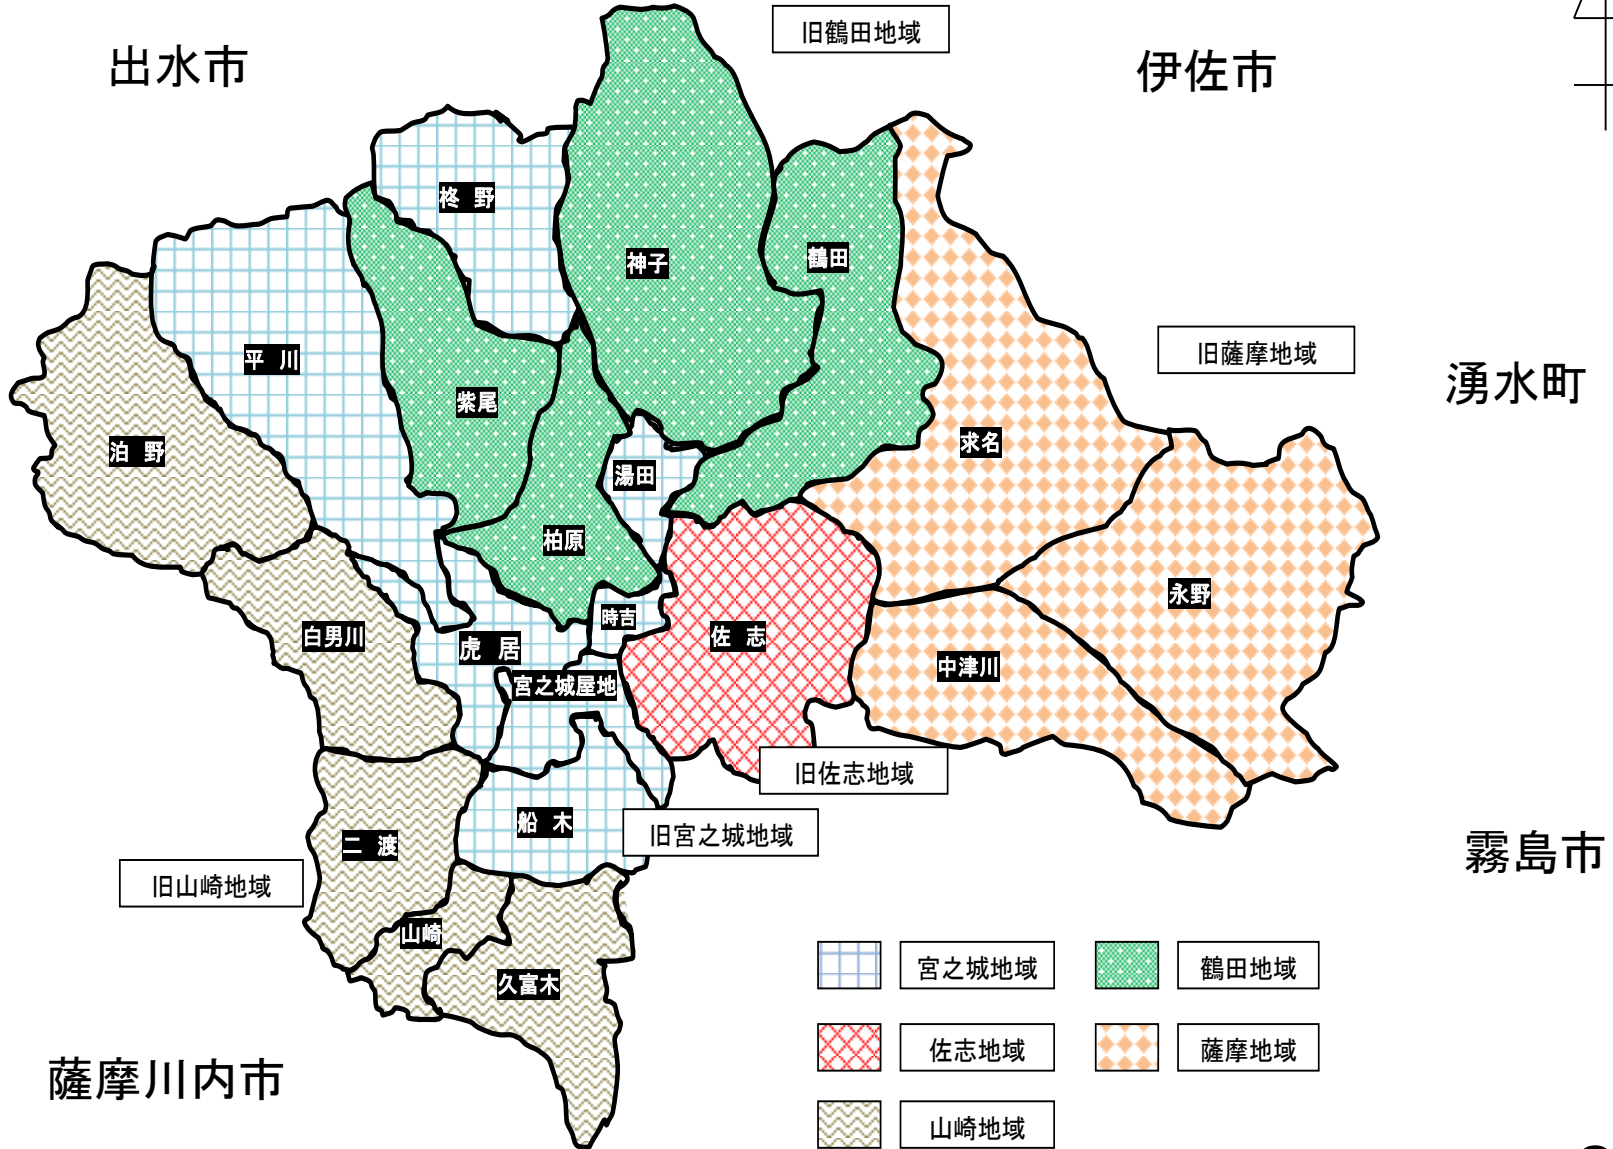 旧鶴田地域
出水市
伊佐市
柊 野
神子
鶴田
平 川
旧薩摩地域
紫尾
湧水町
泊 野
求名
湯田
柏原
永野
時吉
白男川
佐 志
虎 居
中津川
宮之城屋地
旧佐志地域
船 木
旧宮之城地域
二 渡
霧島市
旧山崎地域
山崎
久富木
宮之城地域
鶴田地域
佐志地域
薩摩地域
薩摩川内市
山崎地域